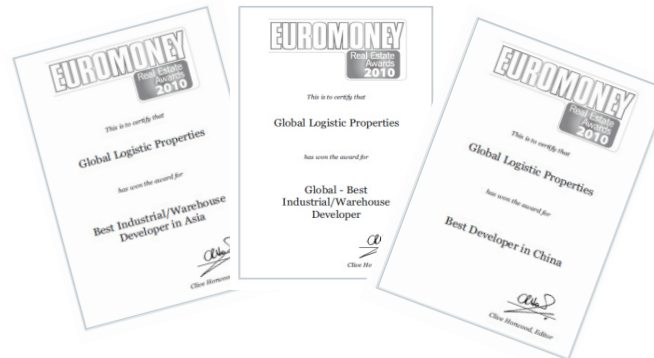 EUROMONEY
Real Estate
Awards
2010
This is to certify that
Global Logistic Properties
has won the award for
Best Industrial/Warehouse
Developer in Asia
EUROMONEY
Real Estate
Awards
2010
This is to certify that
Global Logistic Properties
has won the award for
Global - Best
Industrial/Warehouse
Developer
Clive Ho
EUROMONEY
Real Estate
Awards
2010
This is to certify that
Global Logistic Properties
has won the award for
Best Developer in China
Clive Horwood, Editor